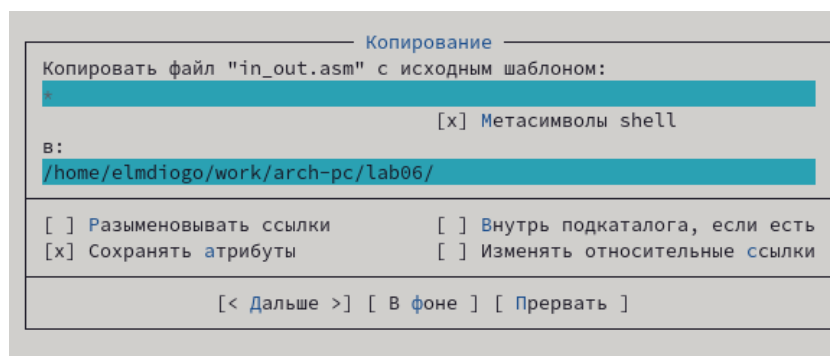 Копирование
Копировать файл "in_out.asm" с исходным шаблоном:
*
[x] Метасимволы shell
в:
/home/elmdiogo/work/arch-pc/lab06/
[ ] Разыменовывать ссылки [ ] Внутрь подкаталога, если есть
[x] Сохранять атрибуты [ ] Изменять относительные ссылки
[< Дальше >] [ В фоне ] [ Прервать ]